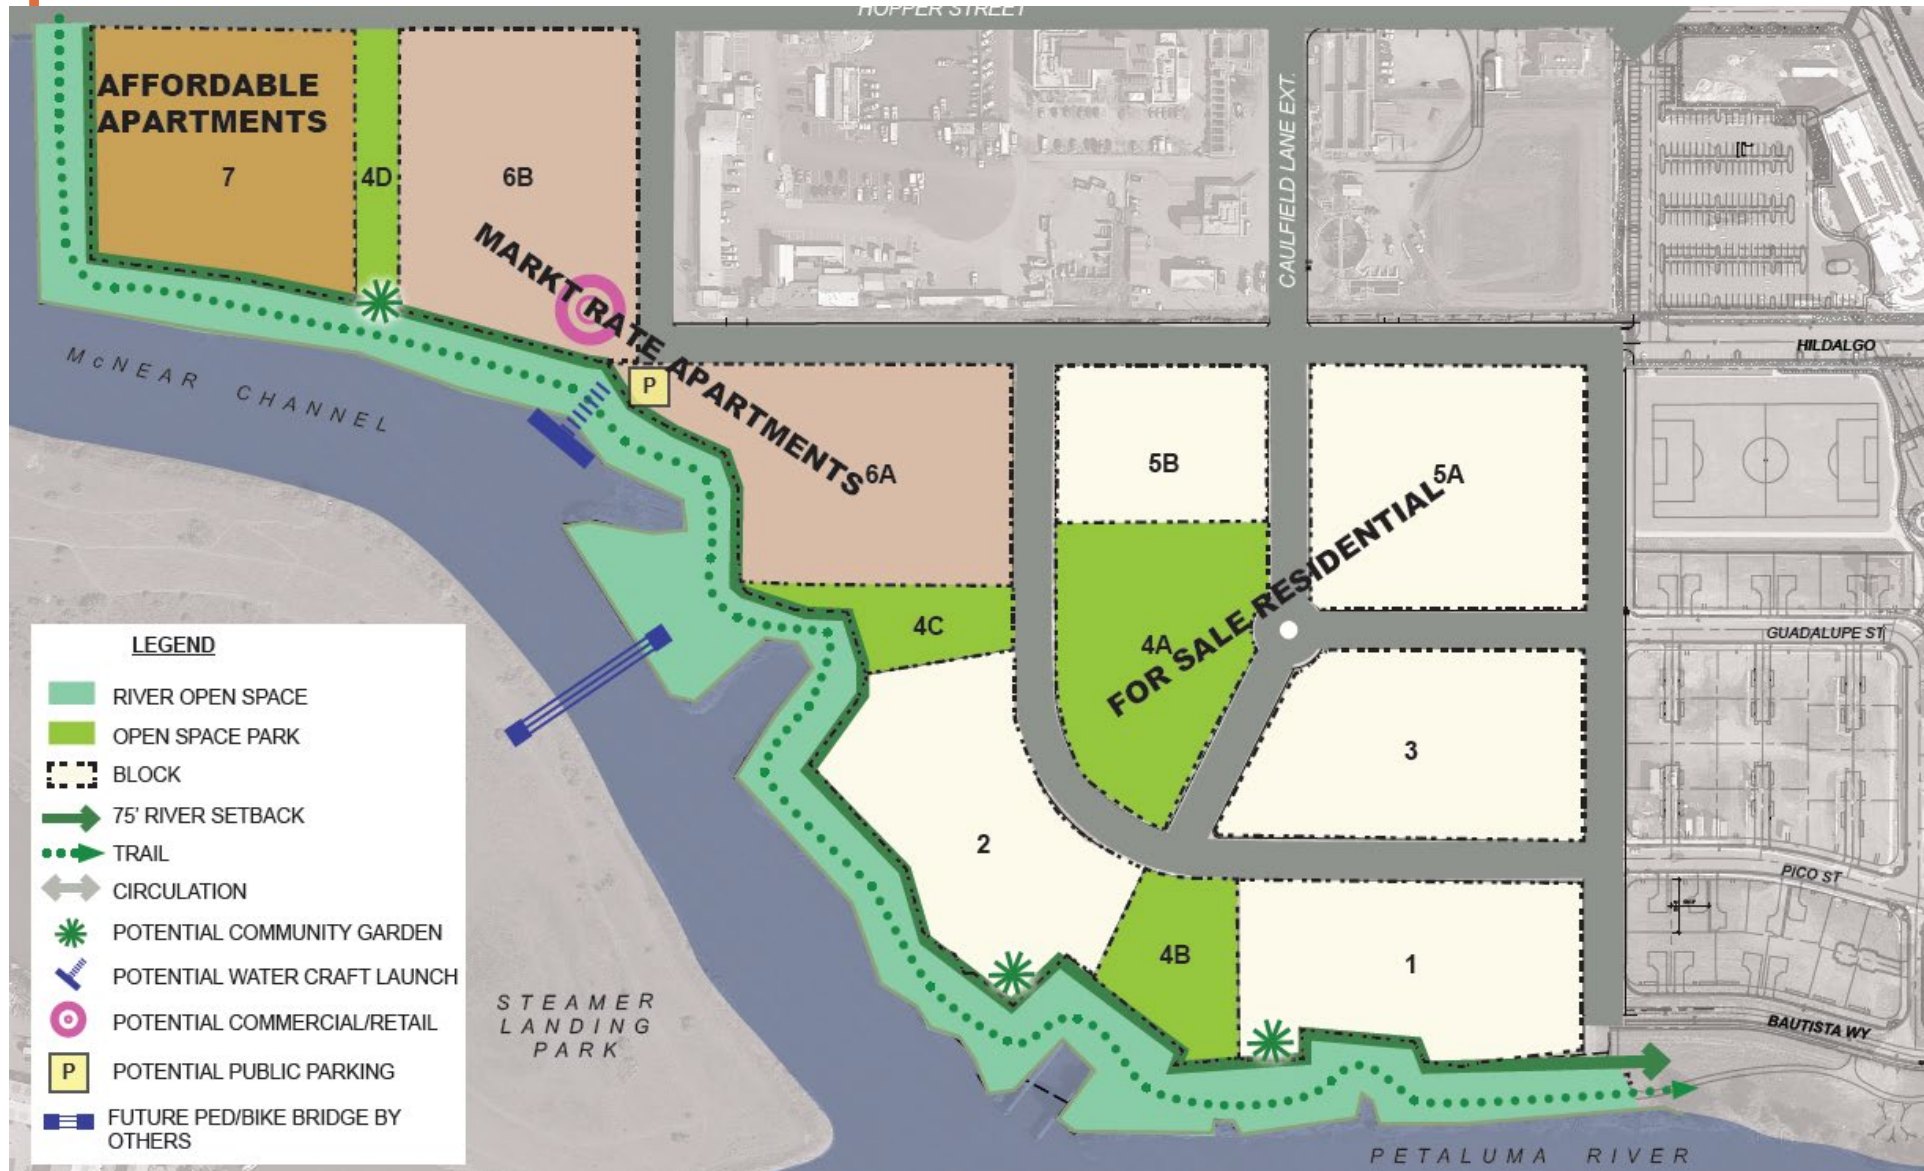 HOPPER STREET
AFFORDABLE
APARTMENTS
7
4D
6B
MARKT RATE APARTMENTS
CAULFIELD LANE EXT.
HILDALGO
McNEAR CHANNEL
P
6A
5B
5A
FOR SALE RESIDENTIAL
4C
4A
GUADALUPE ST
3
2
PICO ST
4B
1
BAUTISTA WY
STEAMER
LANDING
PARK
PETALUMA RIVER
LEGEND
RIVER OPEN SPACE
OPEN SPACE PARK
BLOCK
75' RIVER SETBACK
TRAIL
CIRCULATION
POTENTIAL COMMUNITY GARDEN
POTENTIAL WATER CRAFT LAUNCH
POTENTIAL COMMERCIAL/RETAIL
P POTENTIAL PUBLIC PARKING
FUTURE PED/BIKE BRIDGE BY
OTHERS